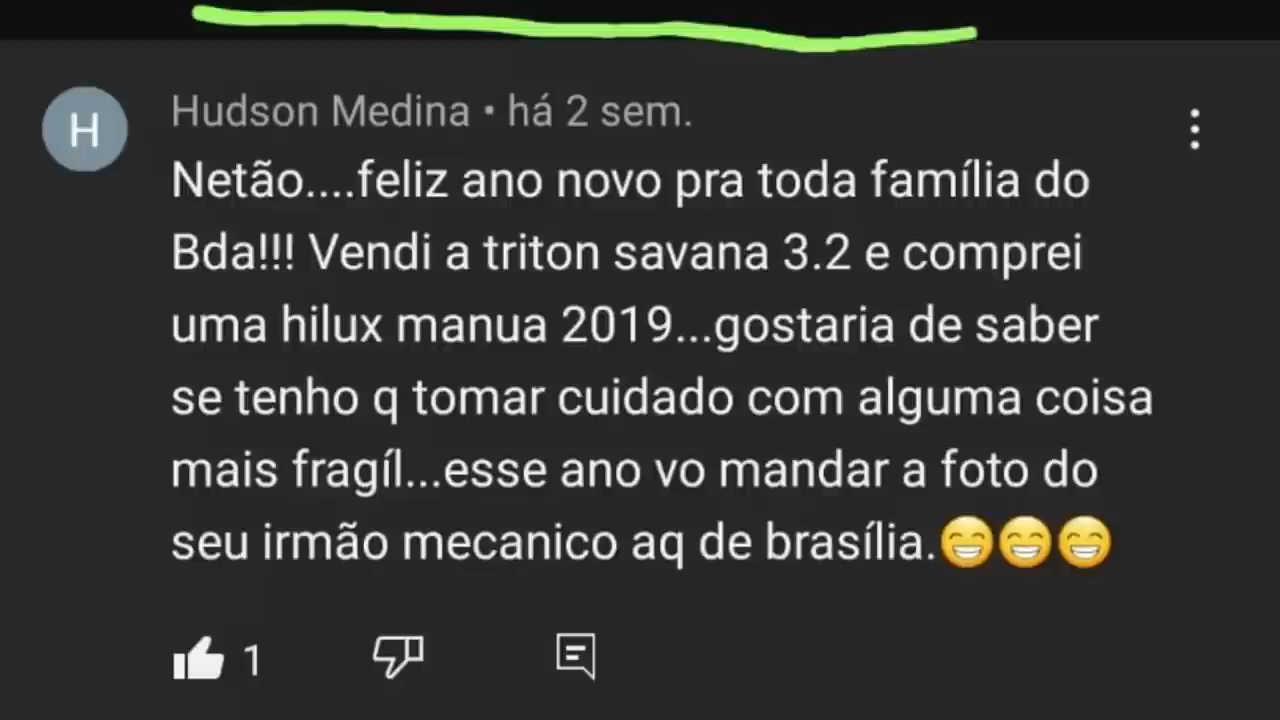 H
Hudson Medina • há 2 sem.
Netão....feliz ano novo pra toda família do
Bda!!! Vendi a triton savana 3.2 e comprei
uma hilux manua 2019...gostaria de saber
se tenho q tomar cuidado com alguma coisa
mais fragíl...esse ano vo mandar a foto do
seu irmão mecanico aq de brasília.😁😁😁
1